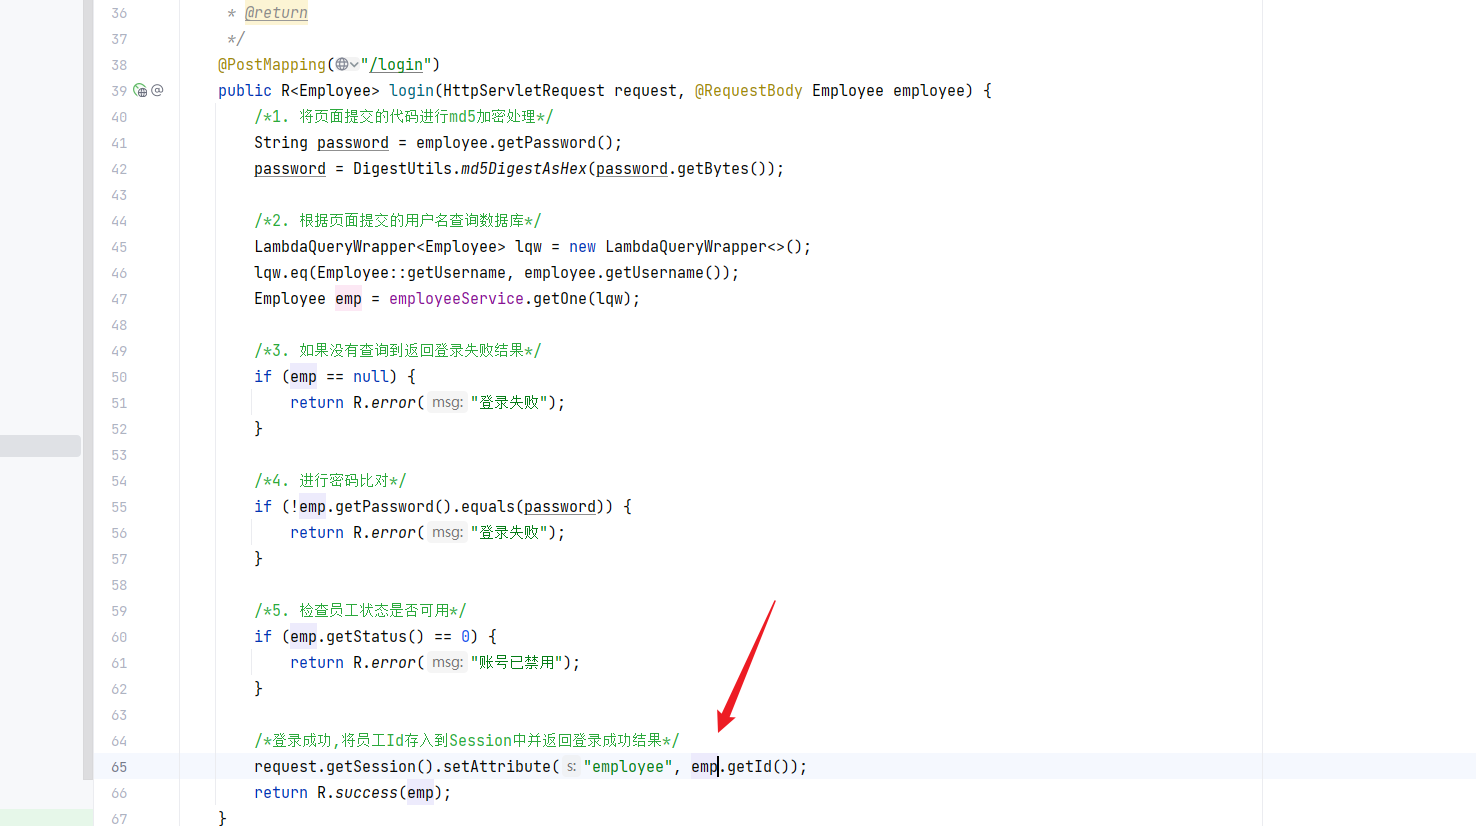 36 * @return
37 */
38 @PostMapping("/login")
39 public R<Employee> login(HttpServletRequest request, @RequestBody Employee employee) {
40 /*1. 将页面提交的代码进行md5加密处理*/
41 String password = employee.getPassword();
42 password = DigestUtils.md5DigestAsHex(password.getBytes());
43
44 /*2. 根据页面提交的用户名查询数据库*/
45 LambdaQueryWrapper<Employee> lqw = new LambdaQueryWrapper<>();
46 lqw.eq(Employee::getUsername, employee.getUsername());
47 Employee emp = employeeService.getOne(lqw);
48
49 /*3. 如果没有查询到返回登录失败结果*/
50 if (emp == null) {
51 return R.error( msg: "登录失败");
52 }
53
54 /*4. 进行密码比对*/
55 if (!emp.getPassword().equals(password)) {
56 return R.error( msg: "登录失败");
57 }
58
59 /*5. 检查员工状态是否可用*/
60 if (emp.getStatus() == 0) {
61 return R.error( msg: "账号已禁用");
62 }
63
64 /*登录成功,将员工Id存入到Session中并返回登录成功结果*/
65 request.getSession().setAttribute( s: "employee", emp.getId());
66 return R.success(emp);
67 }